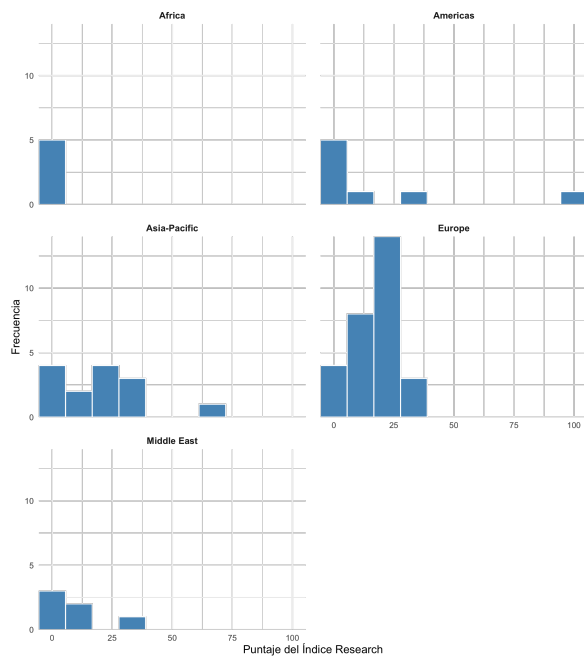 Africa
Americas
10
5
0
Asia-Pacific
Europe
10
5
0
0 25 50 75 100
Middle East
10
5
0
0 25 50 75 100
Frecuencia
Puntaje del Índice Research